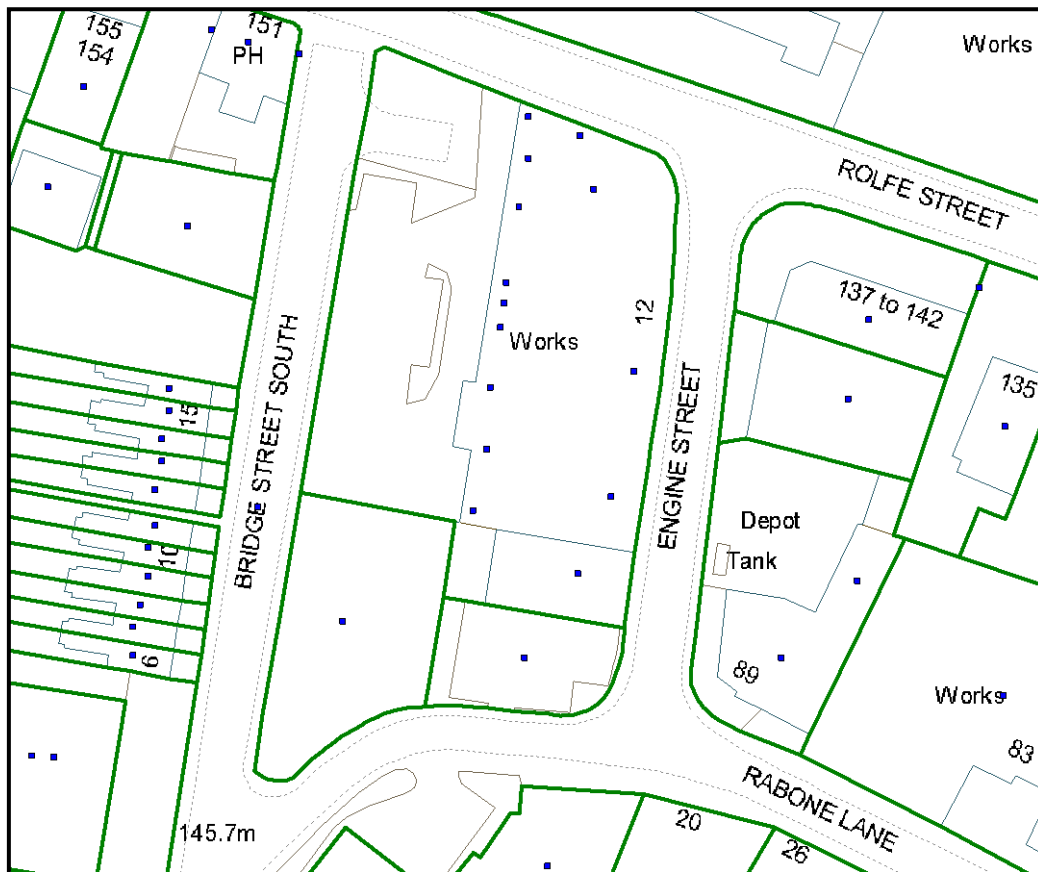 155
154
151
PH
Works
ROLFE STREET
137 to 142
12
Works
135
15
BRIDGE STREET SOUTH
ENGINE STREET
Depot
Tank
10
6
89
Works
83
RABONE LANE
145.7m
20
26